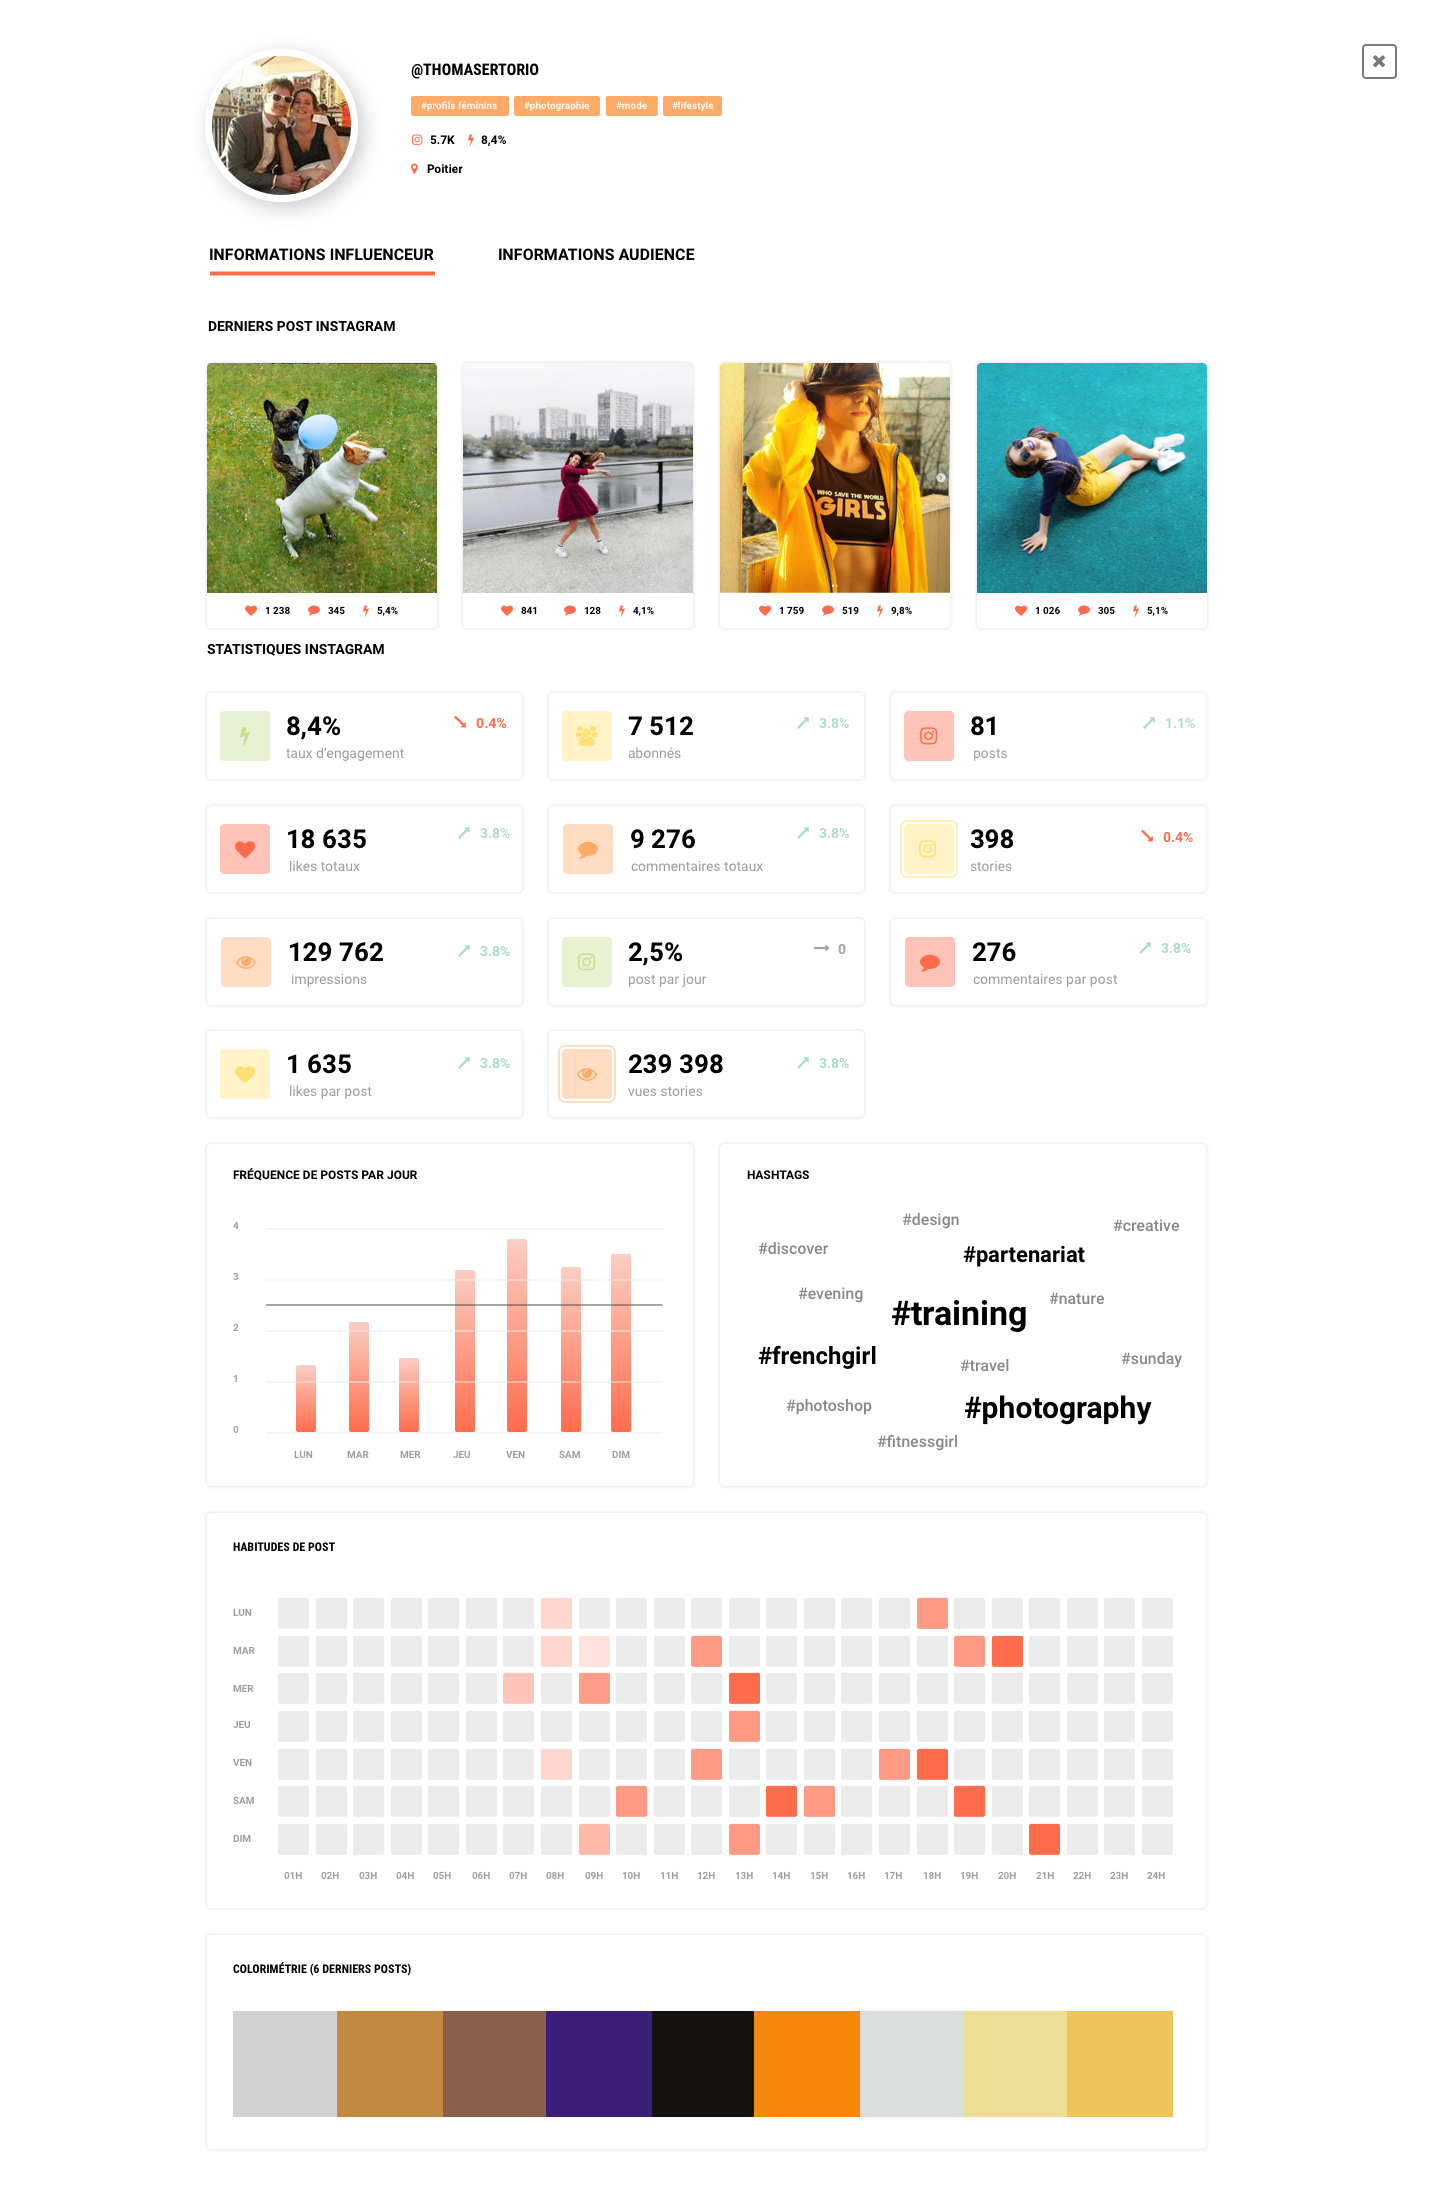 @THOMASERTORIO
#profils féminins #photographie #mode #lifestyle
5.7K 8,4%
Poitier
INFORMATIONS INFLUENCEUR INFORMATIONS AUDIENCE
DERNIERS POST INSTAGRAM
WHO SAVE THE WORLD
GIRLS
1 238 345 5,4%
841 128 4,1%
1 759 519 9,8%
1 026 305 5,1%
STATISTIQUES INSTAGRAM
8,4% 0.4%
taux d'engagement
7 512 3.8%
abonnés
81 1.1%
posts
18 635 3.8%
likes totaux
9 276 3.8%
commentaires totaux
398 0.4%
stories
129 762 3.8%
impressions
2,5% 0
post par jour
276 3.8%
commentaires par post
1 635 3.8%
likes par post
239 398 3.8%
vues stories
FRÉQUENCE DE POSTS PAR JOUR
4
3
2
1
0
LUN MAR MER JEU VEN SAM DIM
HASHTAGS
#design
#creative
#discover
#partenariat
#evening
#nature
#training
#frenchgirl
#travel
#sunday
#photoshop
#photography
#fitnessgirl
HABITUDES DE POST
LUN
MAR
MER
JEU
VEN
SAM
DIM
01H 02H 03H 04H 05H 06H 07H 08H 09H 10H 11H 12H 13H 14H 15H 16H 17H 18H 19H 20H 21H 22H 23H 24H
COLORIMÉTRIE (6 DERNIERS POSTS)